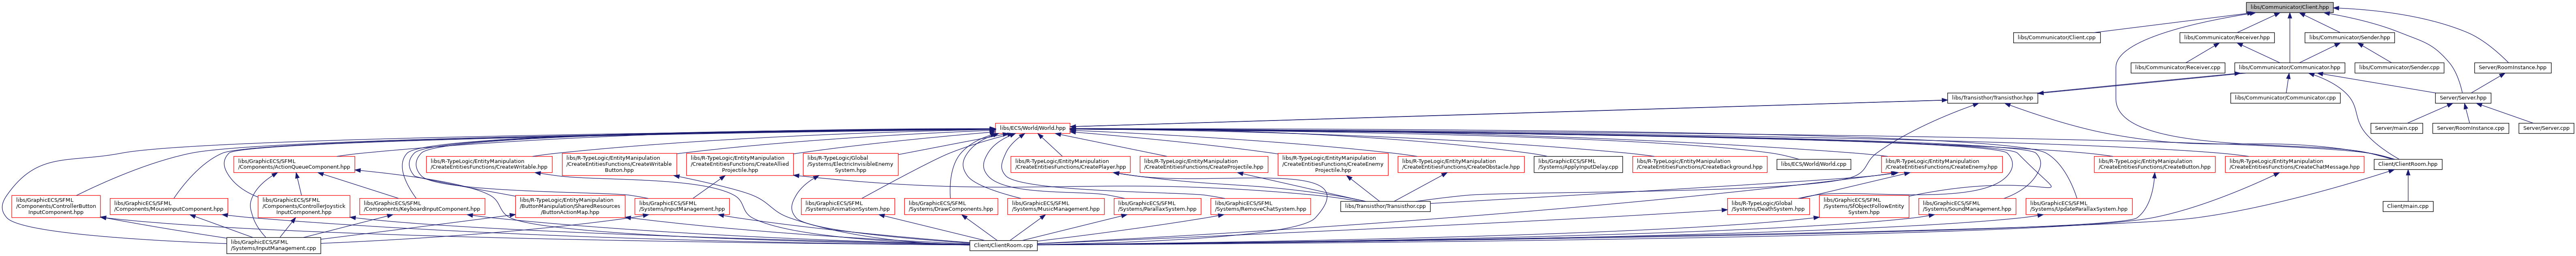 libs/Communicator/Client.hpp
libs/Communicator/Client.cpp
libs/Communicator/Receiver.hpp
libs/Communicator/Sender.hpp
libs/Communicator/Receiver.cpp
libs/Communicator/Communicator.hpp
libs/Communicator/Sender.cpp
Server/RoomInstance.hpp
libs/Transisthor/Transisthor.hpp
libs/Communicator/Communicator.cpp
Server/Server.hpp
libs/ECS/World/World.hpp
Server/main.cpp
Server/RoomInstance.cpp
Server/Server.cpp
libs/GraphicECS/SFML
/Components/ActionQueueComponent.hpp
libs/R-TypeLogic/EntityManipulation
/CreateEntitiesFunctions/CreateWritable.hpp
libs/R-TypeLogic/EntityManipulation
/CreateEntitiesFunctions/CreateWritable
Button.hpp
libs/R-TypeLogic/EntityManipulation
/CreateEntitiesFunctions/CreateAllied
Projectile.hpp
libs/R-TypeLogic/Global
/Systems/ElectricInvisibleEnemy
System.hpp
libs/R-TypeLogic/EntityManipulation
/CreateEntitiesFunctions/CreatePlayer.hpp
libs/R-TypeLogic/EntityManipulation
/CreateEntitiesFunctions/CreateProjectile.hpp
libs/R-TypeLogic/EntityManipulation
/CreateEntitiesFunctions/CreateEnemy
Projectile.hpp
libs/R-TypeLogic/EntityManipulation
/CreateEntitiesFunctions/CreateObstacle.hpp
libs/GraphicECS/SFML
/Systems/ApplyInputDelay.cpp
libs/R-TypeLogic/EntityManipulation
/CreateEntitiesFunctions/CreateBackground.hpp
libs/ECS/World/World.cpp
libs/R-TypeLogic/EntityManipulation
/CreateEntitiesFunctions/CreateEnemy.hpp
libs/R-TypeLogic/EntityManipulation
/CreateEntitiesFunctions/CreateButton.hpp
libs/R-TypeLogic/EntityManipulation
/CreateEntitiesFunctions/CreateChatMessage.hpp
Client/ClientRoom.hpp
libs/GraphicECS/SFML
/Components/ControllerButton
InputComponent.hpp
libs/GraphicECS/SFML
/Components/MouseInputComponent.hpp
libs/GraphicECS/SFML
/Components/ControllerJoystick
InputComponent.hpp
libs/GraphicECS/SFML
/Components/KeyboardInputComponent.hpp
libs/R-TypeLogic/EntityManipulation
/ButtonManipulation/SharedResources
/ButtonActionMap.hpp
libs/GraphicECS/SFML
/Systems/InputManagement.hpp
libs/GraphicECS/SFML
/Systems/AnimationSystem.hpp
libs/GraphicECS/SFML
/Systems/DrawComponents.hpp
libs/GraphicECS/SFML
/Systems/MusicManagement.hpp
libs/GraphicECS/SFML
/Systems/ParallaxSystem.hpp
libs/GraphicECS/SFML
/Systems/RemoveChatSystem.hpp
libs/Transisthor/Transisthor.cpp
libs/R-TypeLogic/Global
/Systems/DeathSystem.hpp
libs/GraphicECS/SFML
/Systems/SfObjectFollowEntity
System.hpp
libs/GraphicECS/SFML
/Systems/SoundManagement.hpp
libs/GraphicECS/SFML
/Systems/UpdateParallaxSystem.hpp
Client/main.cpp
libs/GraphicECS/SFML
/Systems/InputManagement.cpp
Client/ClientRoom.cpp